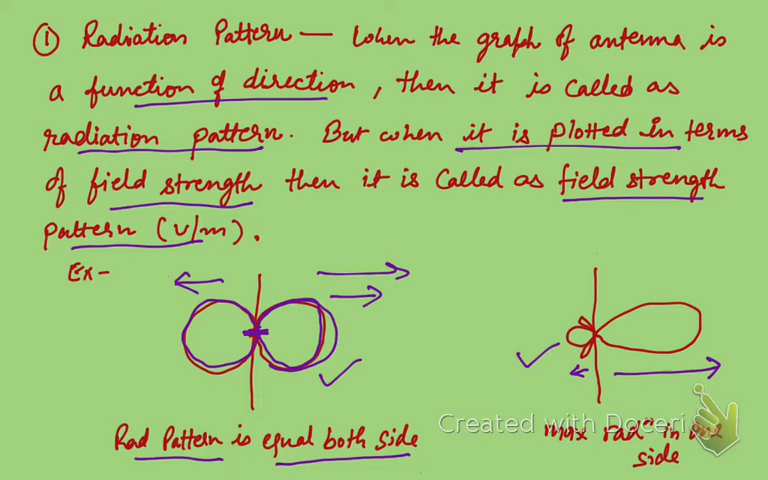 ① Radiation Pattern — When the graph of antenna is
a function of direction, then it is called as
radiation pattern. But when it is plotted in terms
of field strength then it is called as field strength
pattern (V/m).
Ex-
Created with Doceri
Rad Pattern is equal both side
max radⁿ in one
side